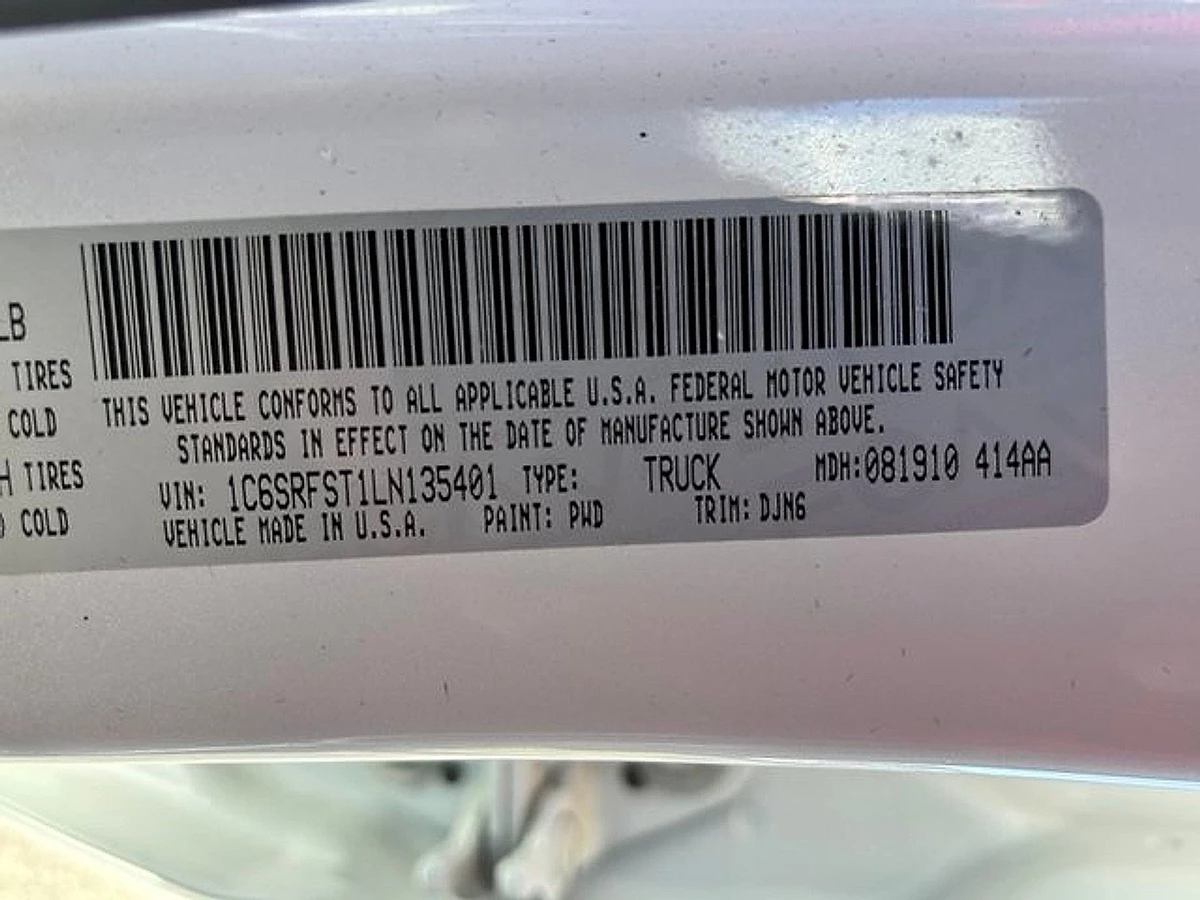 LB
TIRES
COLD
H TIRES
COLD
THIS VEHICLE CONFORMS TO ALL APPLICABLE U.S.A. FEDERAL MOTOR VEHICLE SAFETY
STANDARDS IN EFFECT ON THE DATE OF MANUFACTURE SHOWN ABOVE.
VIN: 1C6SRFST1LN135401 TYPE: TRUCK MDH:081910 414AA
VEHICLE MADE IN U.S.A. PAINT: PWD TRIM: DJN6